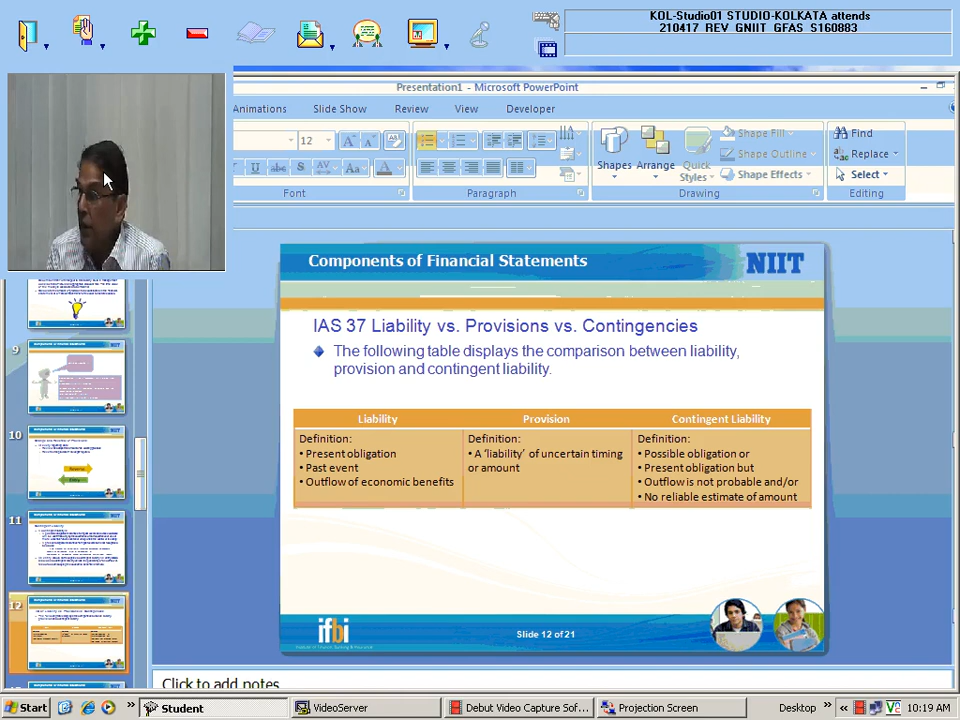 KOL-Studio01 STUDIO-KOLKATA attends
210417_REV_GNIIT_GFAS_S160883
Presentation1 - Microsoft PowerPoint
Animations Slide Show Review View Developer
12
Shapes Arrange Quick Styles
Shape Fill
Shape Outline
Shape Effects
Find
Replace
Select
Font Paragraph Drawing Editing
Components of Financial Statements
NIIT
IAS 37 Liability vs. Provisions vs. Contingencies
The following table displays the comparison between liability,
provision and contingent liability.
Liability Provision Contingent Liability
Definition:
• Present obligation
• Past event
• Outflow of economic benefits
Definition:
• A 'liability' of uncertain timing
or amount
Definition:
• Possible obligation or
• Present obligation but
• Outflow is not probable and/or
• No reliable estimate of amount
ifbi
Institute of Finance Banking & Insurance
Slide 12 of 21
9
10
11
12
Click to add notes
Start
Student
VideoServer
Debut Video Capture Sof...
Projection Screen
Desktop
10:19 AM